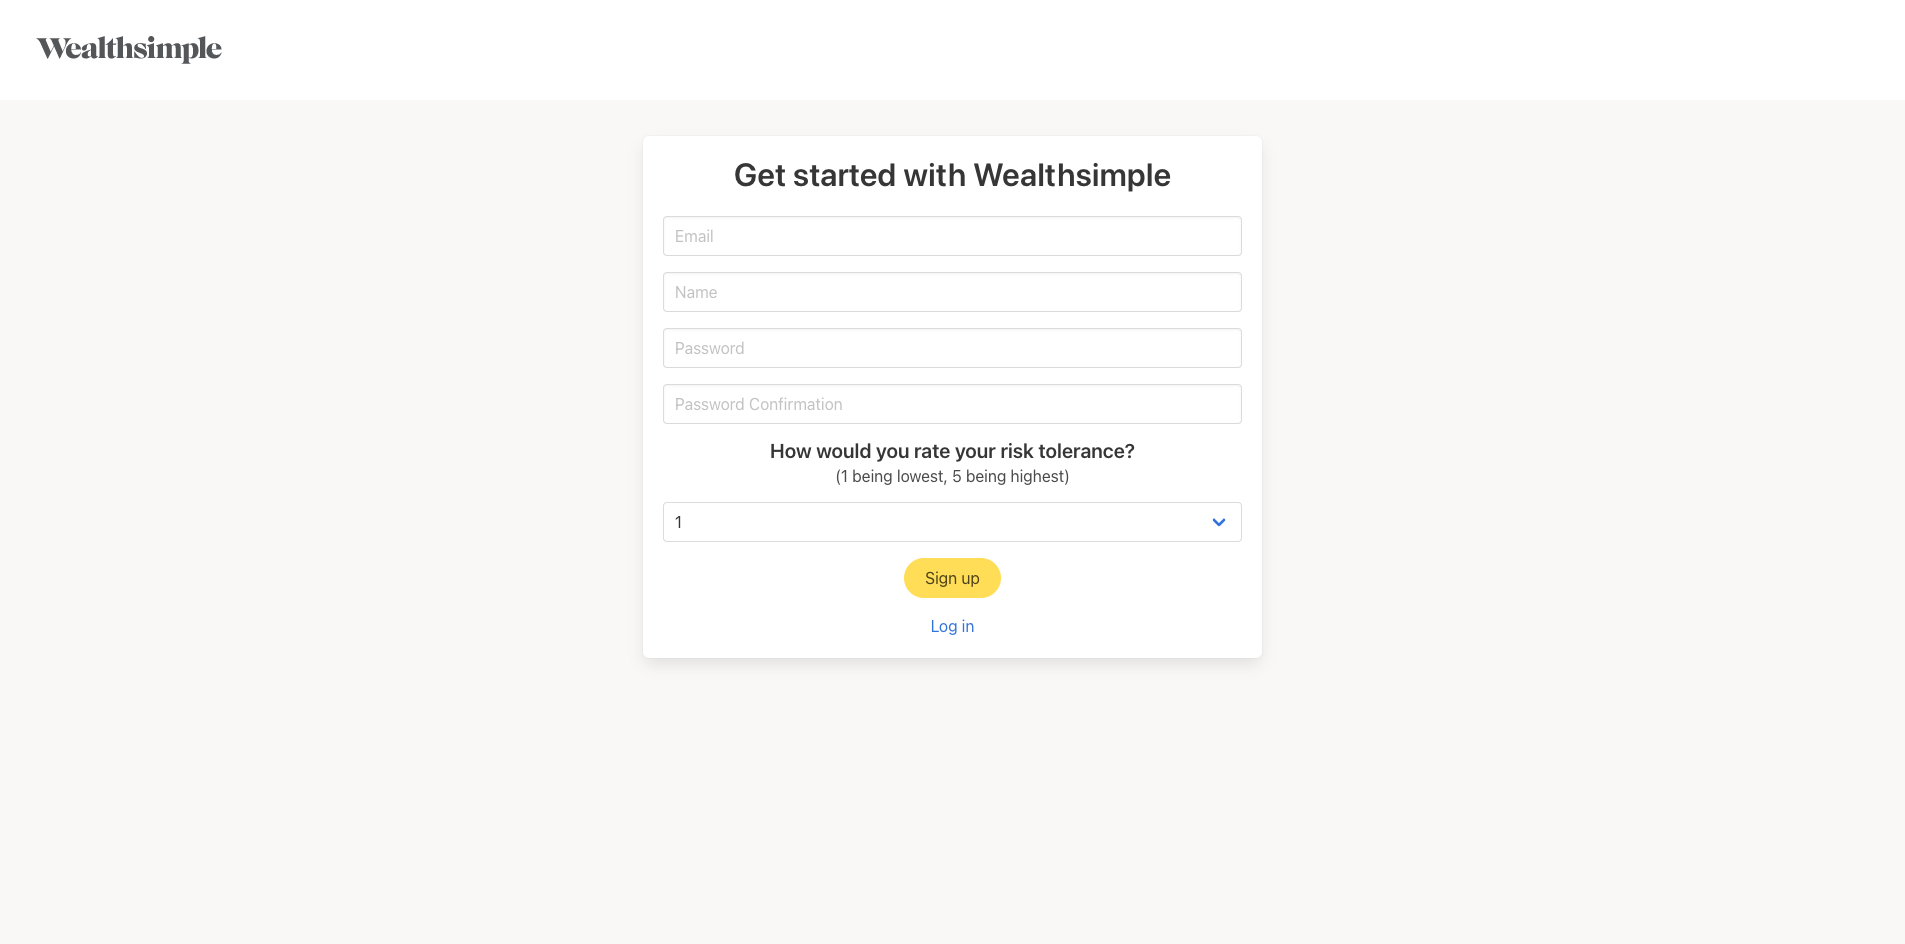 Wealthsimple
Get started with Wealthsimple
Email
Name
Password
Password Confirmation
How would you rate your risk tolerance?
(1 being lowest, 5 being highest)
1
Sign up
Log in